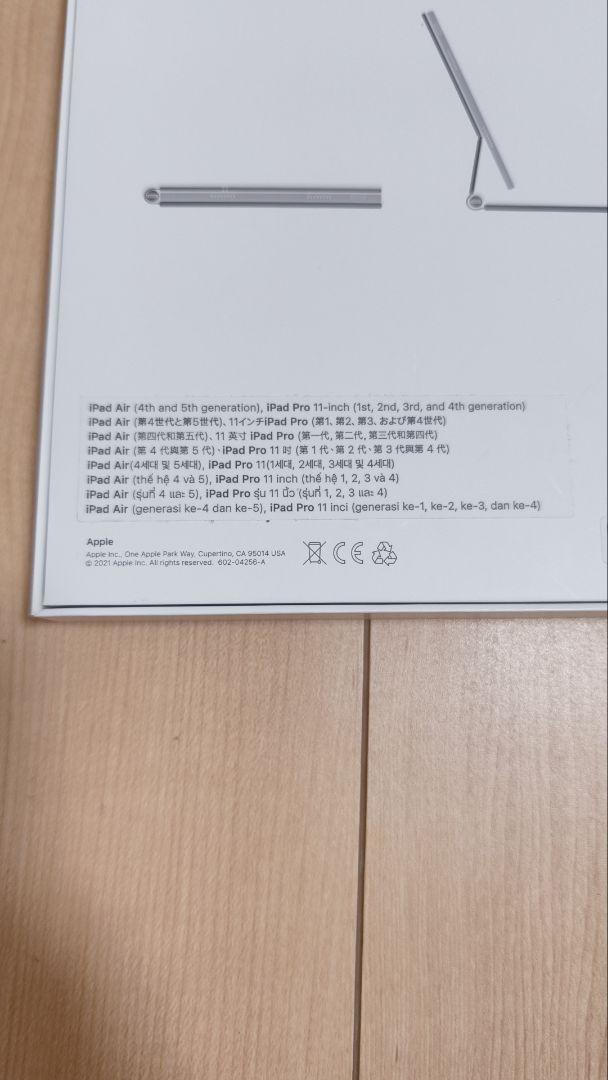 iPad Air (4th and 5th generation), iPad Pro 11-inch (1st, 2nd, 3rd, and 4th generation)
iPad Air (第4世代と第5世代)、11インチiPad Pro (第1、第2、第3、および第4世代)
iPad Air (第四代和第五代)、11 英寸 iPad Pro (第一代, 第二代, 第三代和第四代)
iPad Air (第 4 代與第 5 代)、iPad Pro 11 吋 (第 1 代、第 2 代、第 3 代與第 4 代)
iPad Air(4세대 및 5세대), iPad Pro 11(1세대, 2세대, 3세대 및 4세대)
iPad Air (thế hệ 4 và 5), iPad Pro 11 inch (thế hệ 1, 2, 3 và 4)
iPad Air (รุ่นที่ 4 และ 5), iPad Pro รุ่น 11 นิ้ว (รุ่นที่ 1, 2, 3 และ 4)
iPad Air (generasi ke-4 dan ke-5), iPad Pro 11 inci (generasi ke-1, ke-2, ke-3, dan ke-4)
Apple
Apple Inc., One Apple Park Way, Cupertino, CA 95014 USA
© 2021 Apple Inc. All rights reserved. 602-04256-A
CE